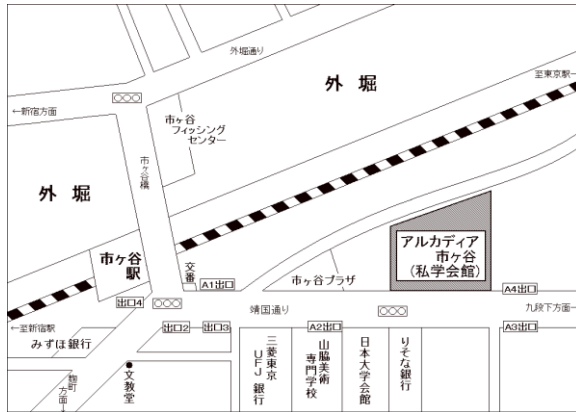 外堀通り
外　堀
至東京駅→
←新宿方面
○○○
市ヶ谷
フィッシング
センター
市ヶ谷橋
外　堀
市ヶ谷
駅
交番
A1出口
市ヶ谷プラザ
アルカディア
市ヶ谷
(私学会館)
A4出口
出口4
○○○
靖国通り
○○○
九段下方面→
←至新宿駅
出口2
出口3
A2出口
A3出口
みずほ銀行
麹町
方面→
文教堂
三菱東京
UFJ 銀行
山脇美術
専門学校
日本大学会館
りそな銀行